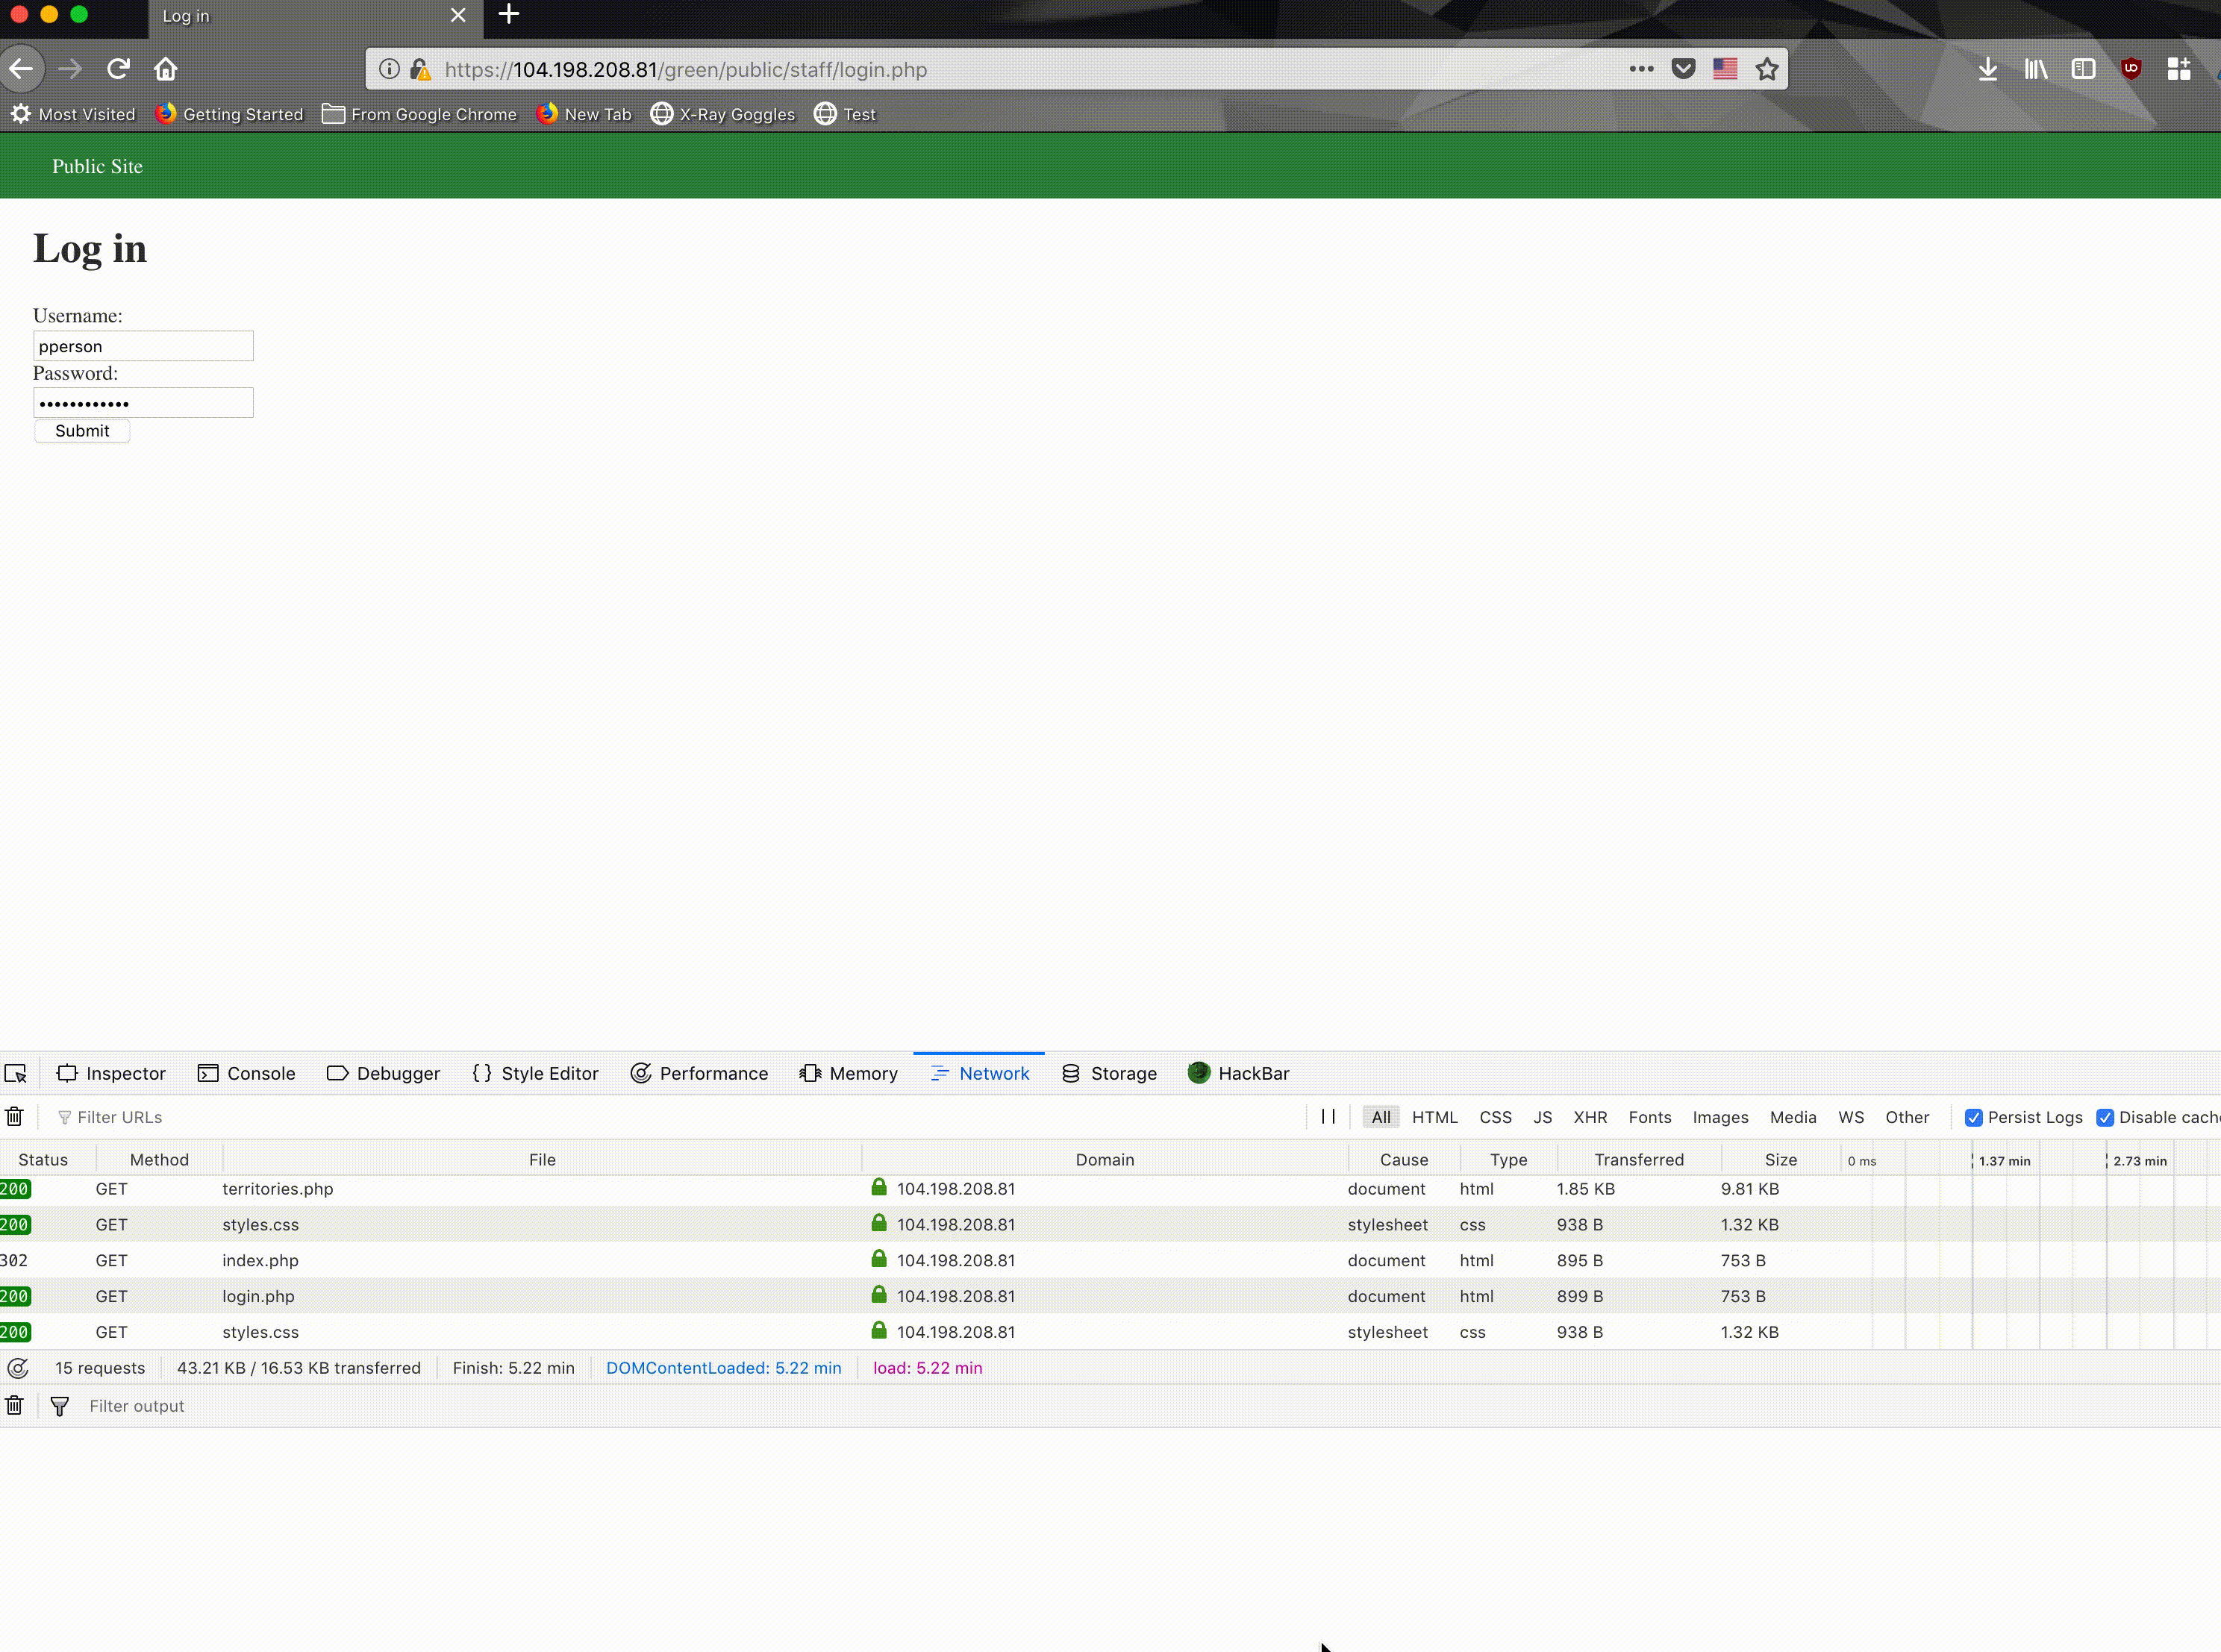 Log in
https://104.198.208.81/green/public/staff/login.php
Most Visited Getting Started From Google Chrome New Tab X-Ray Goggles Test
Public Site
Log in
Username:
pperson
Password:
••••••••••••
Submit
Inspector Console Debugger { } Style Editor Performance Memory Network Storage HackBar
Filter URLs All HTML CSS JS XHR Fonts Images Media WS Other Persist Logs Disable cach
Status Method File Domain Cause Type Transferred Size 0 ms 1.37 min 2.73 min
200 GET territories.php 104.198.208.81 document html 1.85 KB 9.81 KB
200 GET styles.css 104.198.208.81 stylesheet css 938 B 1.32 KB
302 GET index.php 104.198.208.81 document html 895 B 753 B
200 GET login.php 104.198.208.81 document html 899 B 753 B
200 GET styles.css 104.198.208.81 stylesheet css 938 B 1.32 KB
15 requests 43.21 KB / 16.53 KB transferred Finish: 5.22 min DOMContentLoaded: 5.22 min load: 5.22 min
Filter output